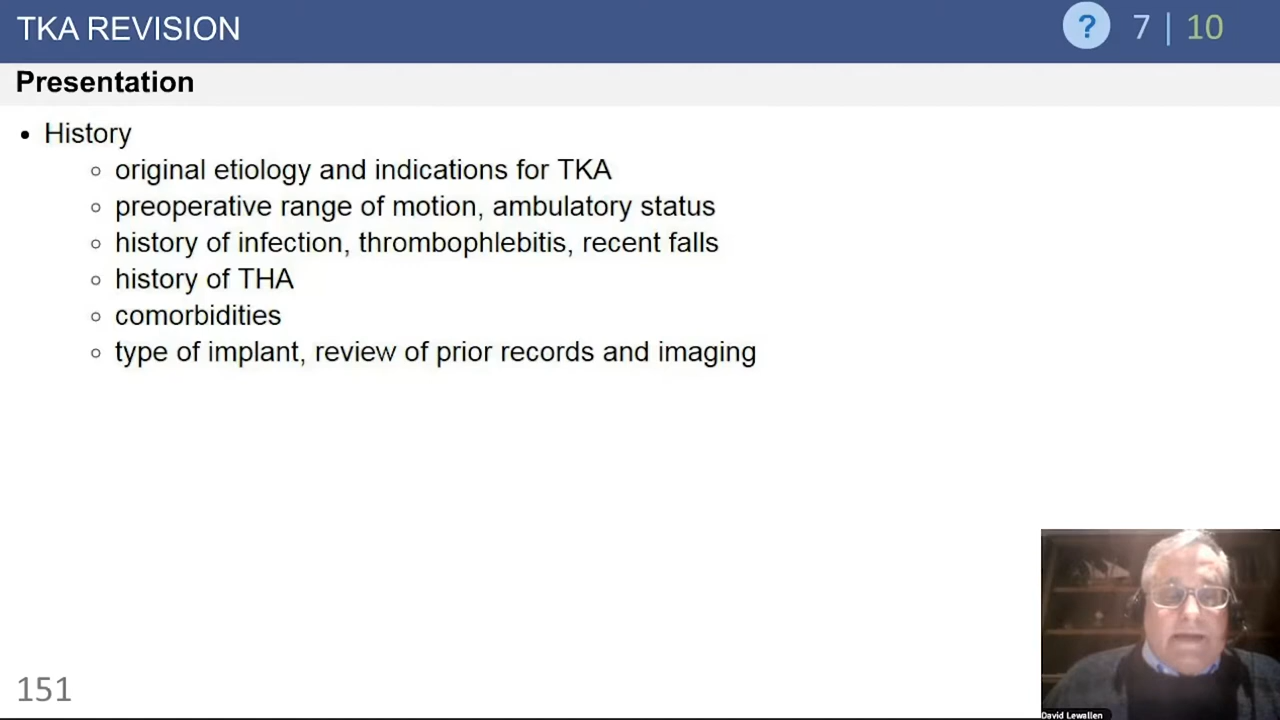 TKA REVISION
? 7 | 10
Presentation
• History
○ original etiology and indications for TKA
○ preoperative range of motion, ambulatory status
○ history of infection, thrombophlebitis, recent falls
○ history of THA
○ comorbidities
○ type of implant, review of prior records and imaging
151
David Lewallen